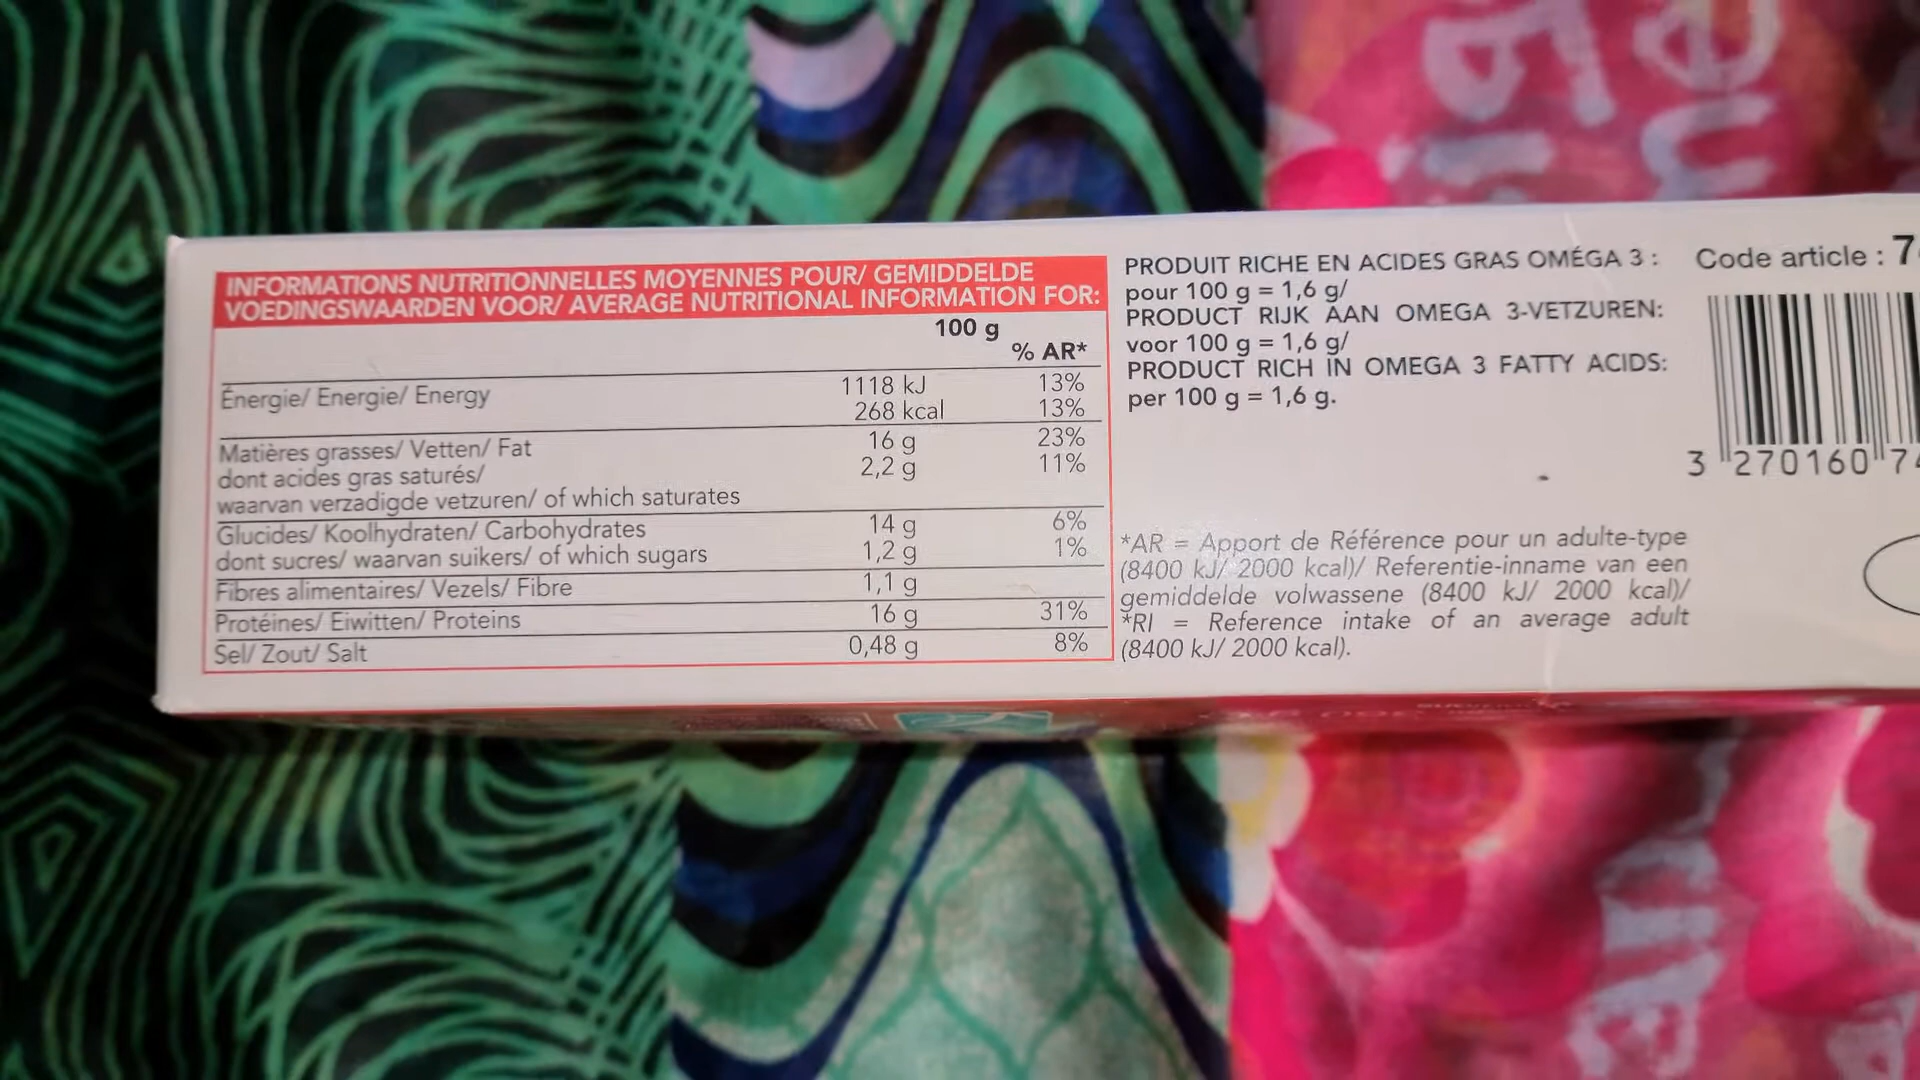 INFORMATIONS NUTRITIONNELLES MOYENNES POUR/ GEMIDDELDE
VOEDINGSWAARDEN VOOR/ AVERAGE NUTRITIONAL INFORMATION FOR:
100 g
% AR*
Énergie/ Energie/ Energy 1118 kJ 13%
268 kcal 13%
Matières grasses/ Vetten/ Fat 16 g 23%
dont acides gras saturés/ 2,2 g 11%
waarvan verzadigde vetzuren/ of which saturates
Glucides/ Koolhydraten/ Carbohydrates 14 g 6%
dont sucres/ waarvan suikers/ of which sugars 1,2 g 1%
Fibres alimentaires/ Vezels/ Fibre 1,1 g
Protéines/ Eiwitten/ Proteins 16 g 31%
Sel/ Zout/ Salt 0,48 g 8%
PRODUIT RICHE EN ACIDES GRAS OMÉGA 3 :
pour 100 g = 1,6 g/
PRODUCT RIJK AAN OMEGA 3-VETZUREN:
voor 100 g = 1,6 g/
PRODUCT RICH IN OMEGA 3 FATTY ACIDS:
per 100 g = 1,6 g.
*AR = Apport de Référence pour un adulte-type
(8400 kJ/ 2000 kcal)/ Referentie-inname van een
gemiddelde volwassene (8400 kJ/ 2000 kcal)/
*RI = Reference intake of an average adult
(8400 kJ/ 2000 kcal).
Code article : 7
3 270160 7